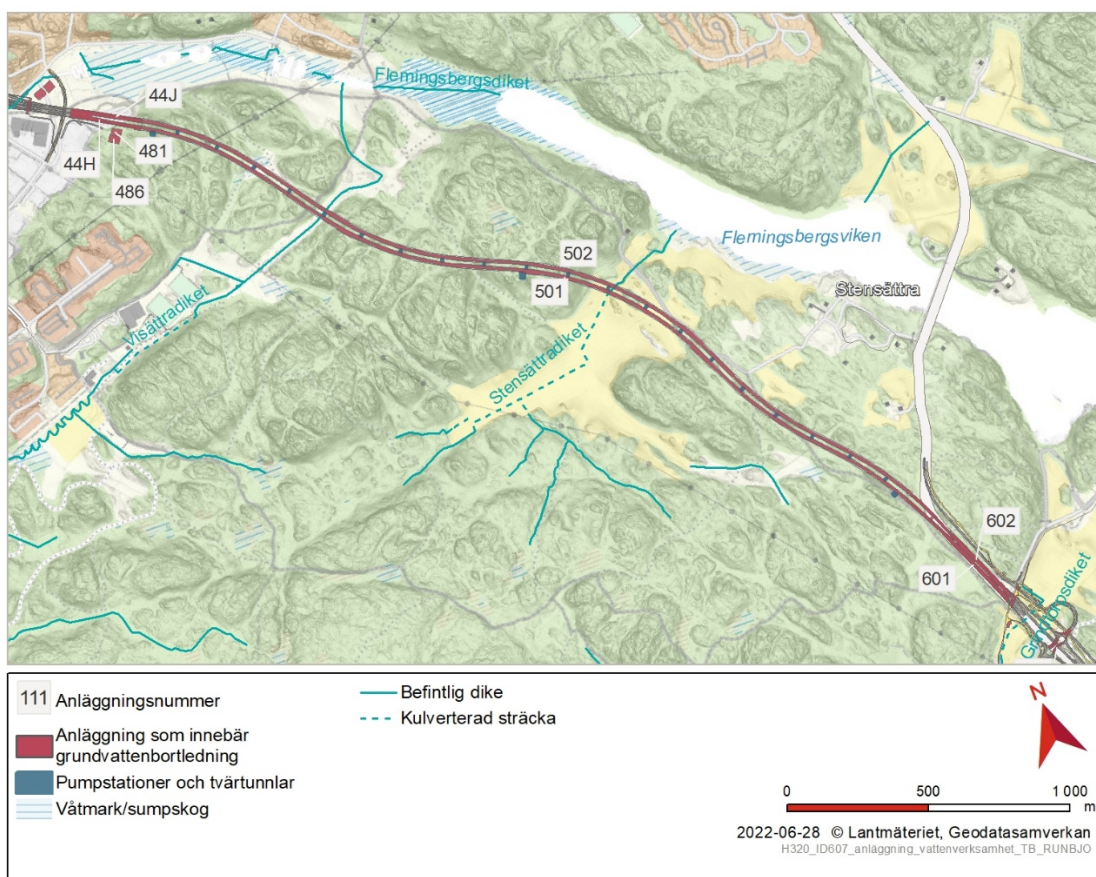 Flemingsbergsdiket
44J
44H
481
486
Flemingsbergsviken
502
501
Stensättra
Visättradiket
Stensättradiket
602
601
Grindtorpsdiket
111 Anläggningsnummer
Anläggning som innebär
grundvattenbortledning
Pumpstationer och tvärtunnlar
Våtmark/sumpskog
Befintlig dike
Kulverterad sträcka
N
0 500 1 000
m
2022-06-28 © Lantmäteriet, Geodatasamverkan
H320_ID607_anläggning_vattenverksamhet_TB_RUNBJO